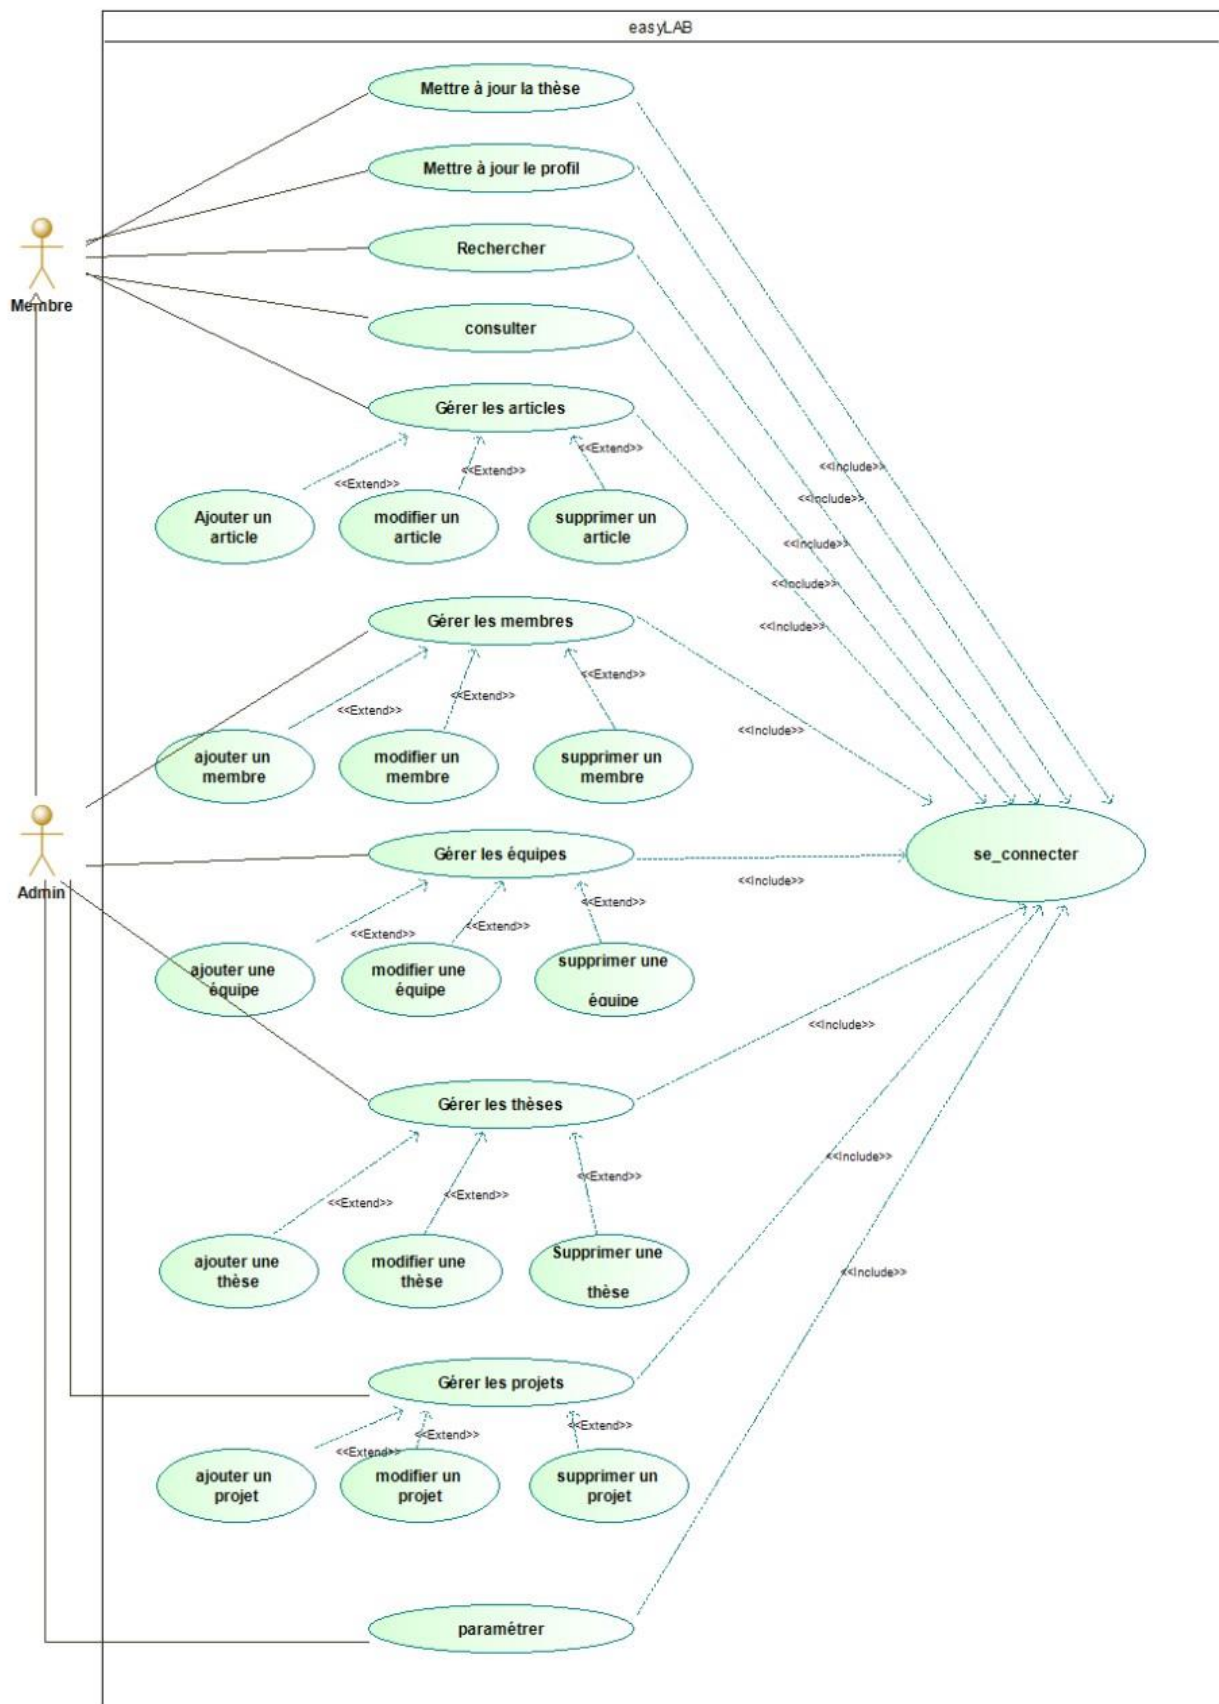 easyLAB
Mettre à jour la thèse
Mettre à jour le profil
Rechercher
Membre
consulter
Gérer les articles
<<Extend>>
<<Extend>>
<<Extend>>
<<Include>>
<<Include>>
<<Include>>
<<Include>>
<<Include>>
Ajouter un
article
modifier un
article
supprimer un
article
Gérer les membres
<<Extend>>
<<Extend>>
<<Extend>>
<<Include>>
ajouter un
membre
modifier un
membre
supprimer un
membre
Admin
Gérer les équipes
<<Include>>
se_connecter
<<Extend>>
<<Extend>>
<<Extend>>
ajouter une
équipe
modifier une
équipe
supprimer une
équipe
<<Include>>
Gérer les thèses
<<Extend>>
<<Extend>>
<<Extend>>
<<Include>>
ajouter une
thèse
modifier une
thèse
Supprimer une
thèse
<<Include>>
Gérer les projets
<<Extend>>
<<Extend>>
<<Extend>>
ajouter un
projet
modifier un
projet
supprimer un
projet
paramétrer